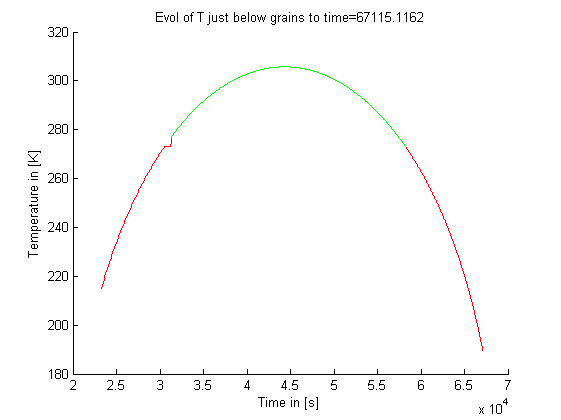 Evol of T just below grains to time=67115.1162
320
300
280
260
240
220
200
180
Temperature in [K]
2 2.5 3 3.5 4 4.5 5 5.5 6 6.5 7
Time in [s]
x 10^4